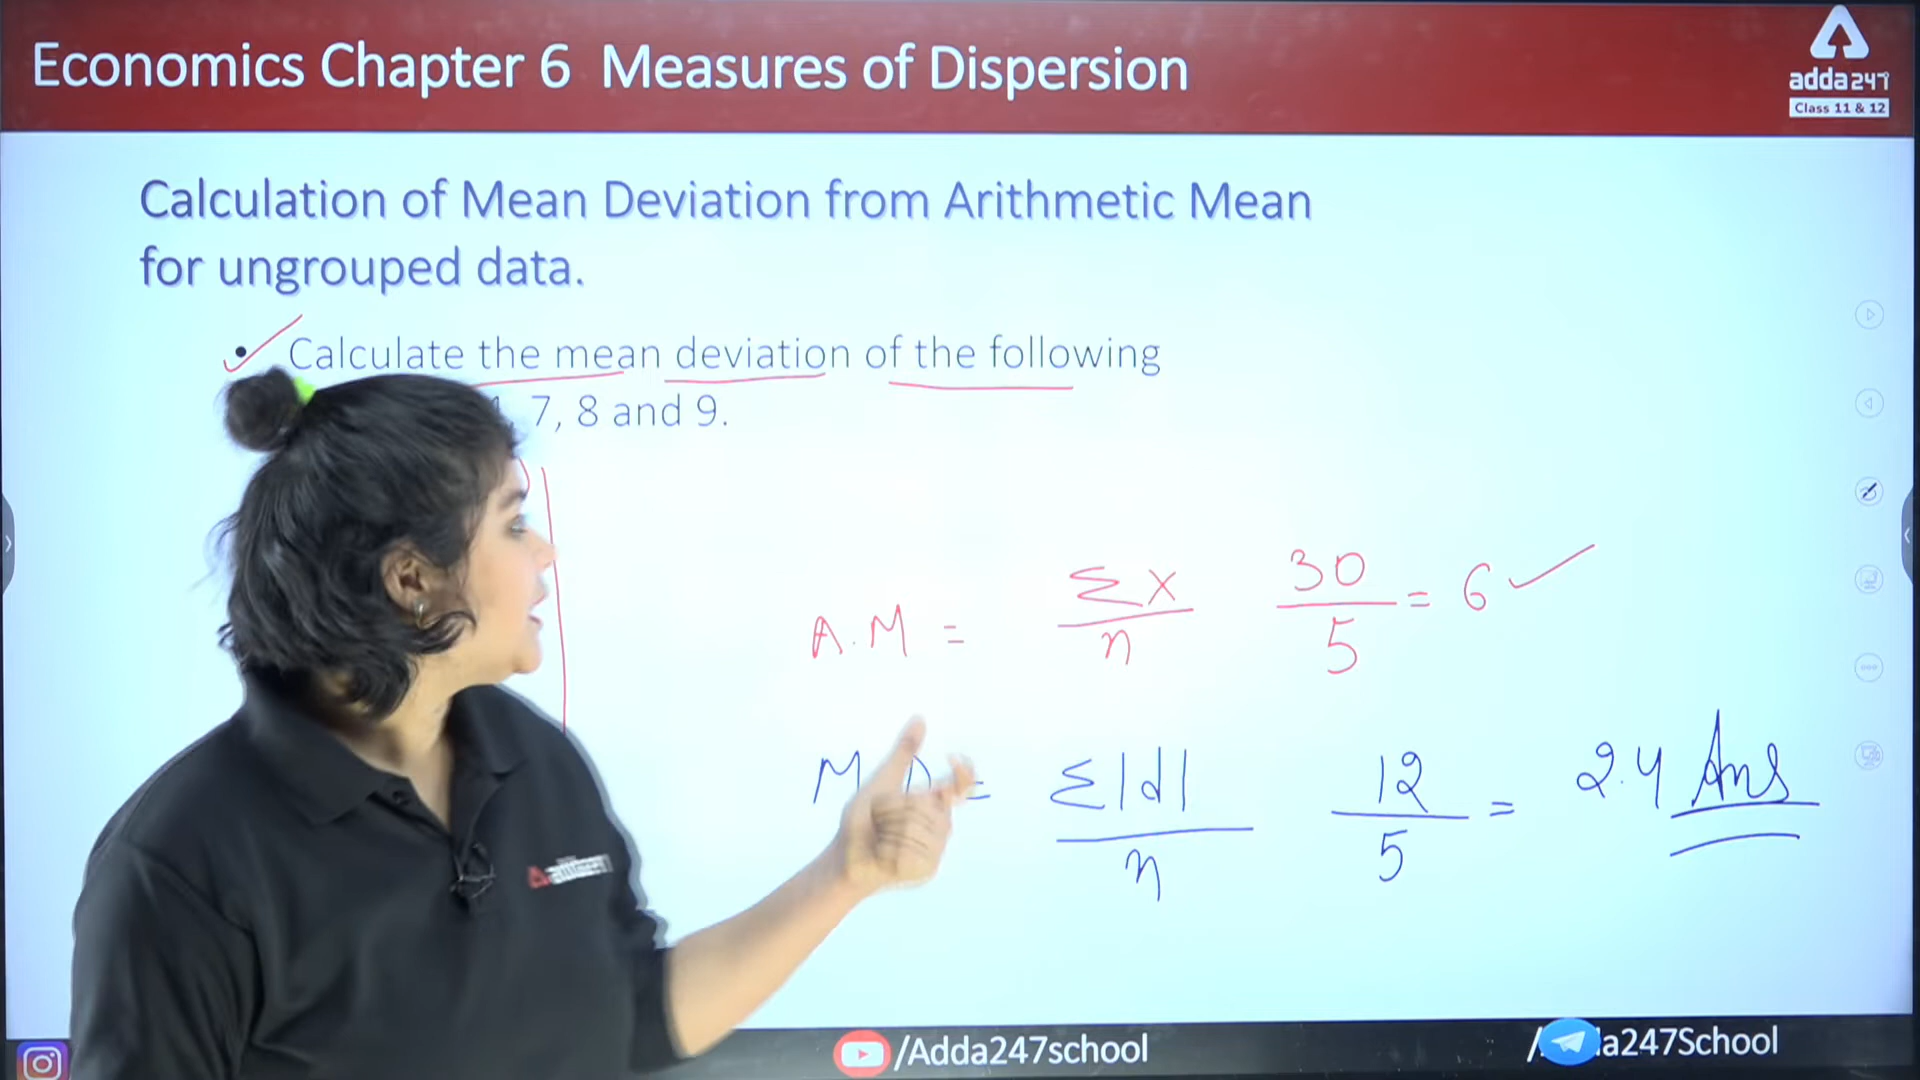 Economics Chapter 6 Measures of Dispersion
adda247
Class 11 & 12
Calculation of Mean Deviation from Arithmetic Mean
for ungrouped data.
• Calculate the mean deviation of the following
7, 8 and 9.
A.M = Σx/n 30/5 = 6
M.D = Σ|d|/n 12/5 = 2.4 Ans
/Adda247school
a247School